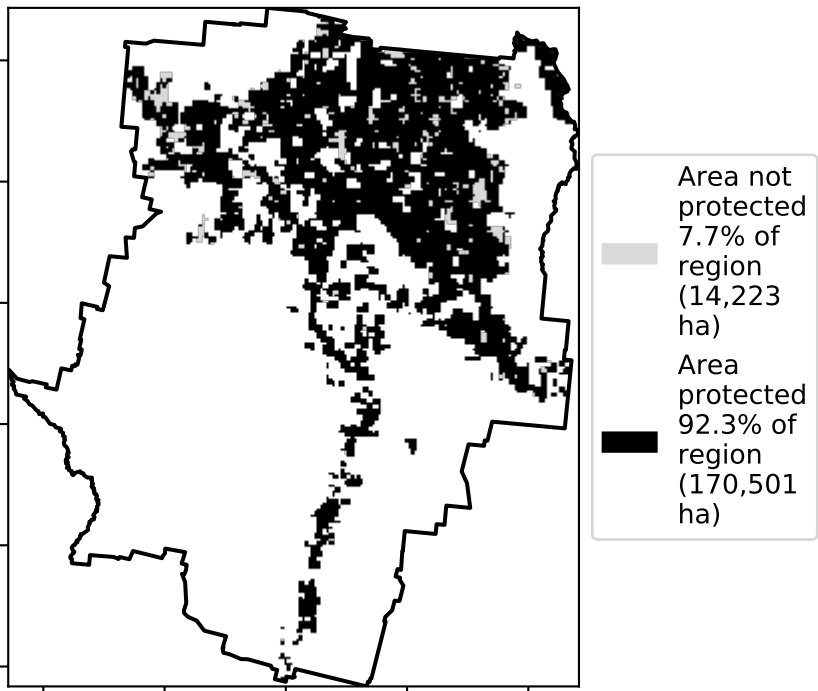 Area not
protected
7.7% of
region
(14,223
ha)
Area
protected
92.3% of
region
(170,501
ha)